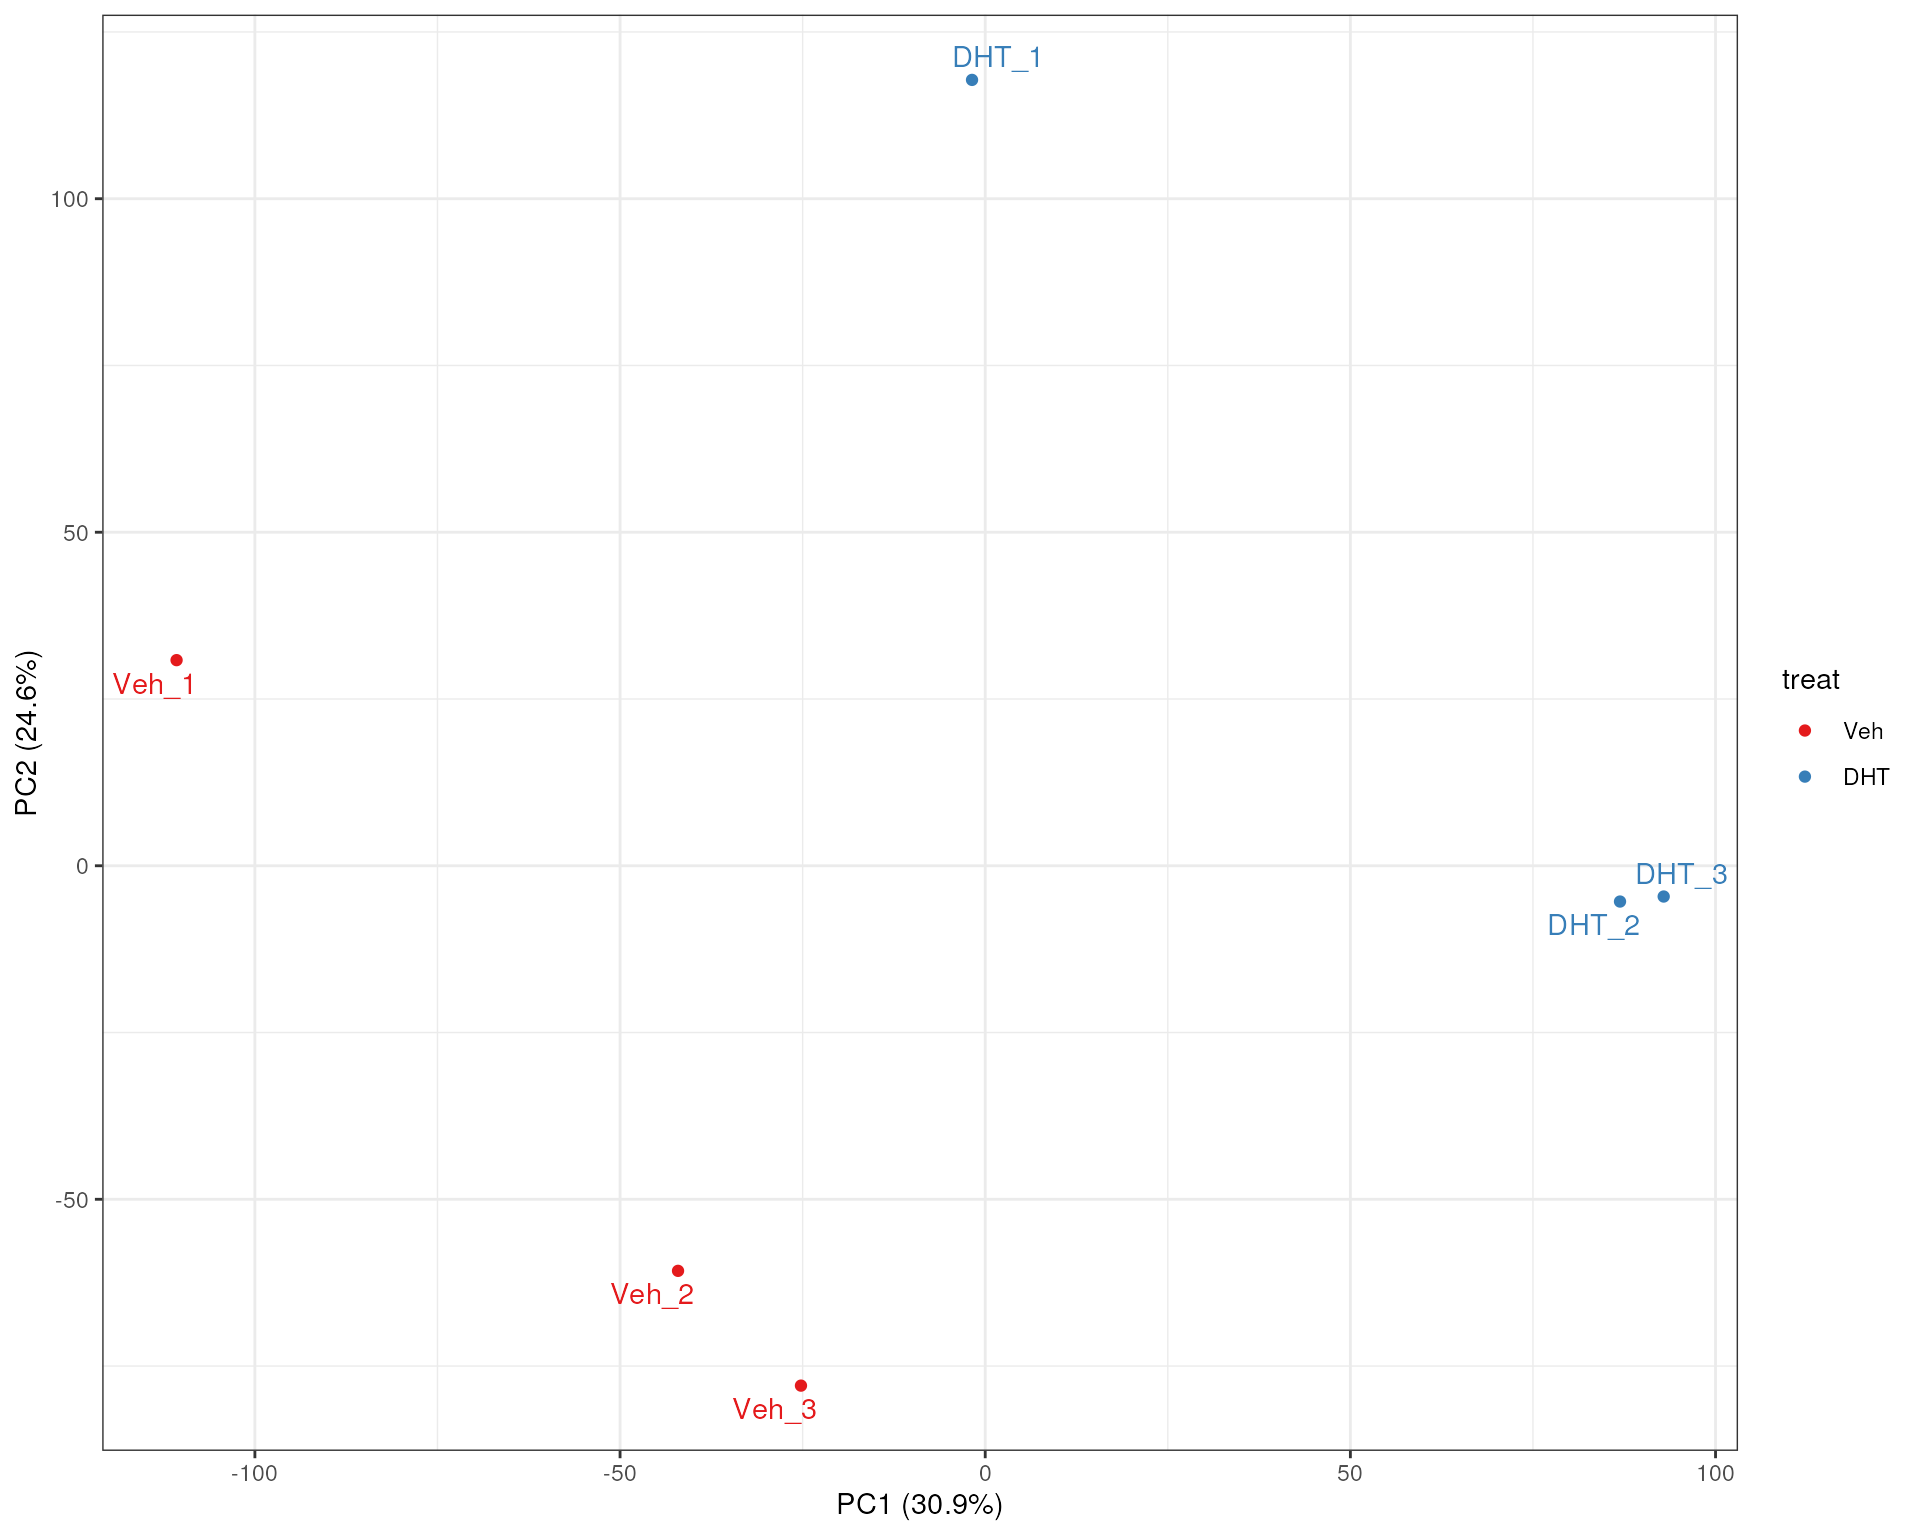 DHT_1
100
50
Veh_1
PC2 (24.6%)
treat
Veh
DHT
0
DHT_3
DHT_2
-50
Veh_2
Veh_3
-100
-50
0
50
100
PC1 (30.9%)